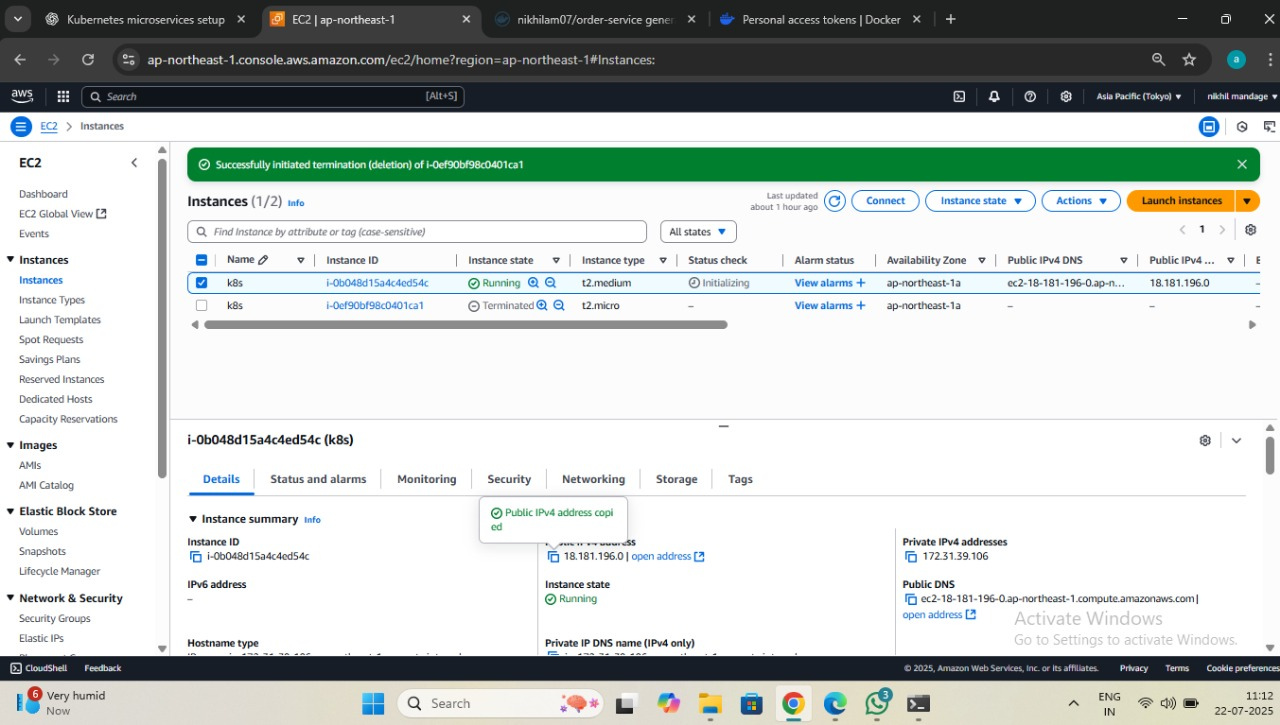 Kubernetes microservices setup
EC2 | ap-northeast-1
nikhilam07/order-service gener
Personal access tokens | Docker
ap-northeast-1.console.aws.amazon.com/ec2/home?region=ap-northeast-1#Instances:
a
aws
Search
[Alt+S]
Asia Pacific (Tokyo)
nikhil mandage
EC2 > Instances
EC2
Dashboard
EC2 Global View
Events
Instances
Instances
Instance Types
Launch Templates
Spot Requests
Savings Plans
Reserved Instances
Dedicated Hosts
Capacity Reservations
Images
AMIs
AMI Catalog
Elastic Block Store
Volumes
Snapshots
Lifecycle Manager
Network & Security
Security Groups
Elastic IPs
Successfully initiated termination (deletion) of i-0ef90bf98c0401ca1
Instances (1/2) Info
Last updated
about 1 hour ago
Connect
Instance state
Actions
Launch instances
Find Instance by attribute or tag (case-sensitive)
All states
1
Name Instance ID Instance state Instance type Status check Alarm status Availability Zone Public IPv4 DNS Public IPv4 ... E
k8s i-0b048d15a4c4ed54c Running t2.medium Initializing View alarms + ap-northeast-1a ec2-18-181-196-0.ap-n... 18.181.196.0 –
k8s i-0ef90bf98c0401ca1 Terminated t2.micro – View alarms + ap-northeast-1a – – –
i-0b048d15a4c4ed54c (k8s)
Details
Status and alarms
Monitoring
Security
Networking
Storage
Tags
Instance summary Info
Public IPv4 address copi
ed
Instance ID
i-0b048d15a4c4ed54c
18.181.196.0 | open address
Private IPv4 addresses
172.31.39.106
IPv6 address
–
Instance state
Running
Public DNS
ec2-18-181-196-0.ap-northeast-1.compute.amazonaws.com |
open address
Hostname type
Private IP DNS name (IPv4 only)
Activate Windows
Go to Settings to activate Windows.
CloudShell
Feedback
© 2025, Amazon Web Services, Inc. or its affiliates.
Privacy
Terms
Cookie preferences
6
Very humid
Now
Search
3
ENG
IN
11:12
22-07-2025